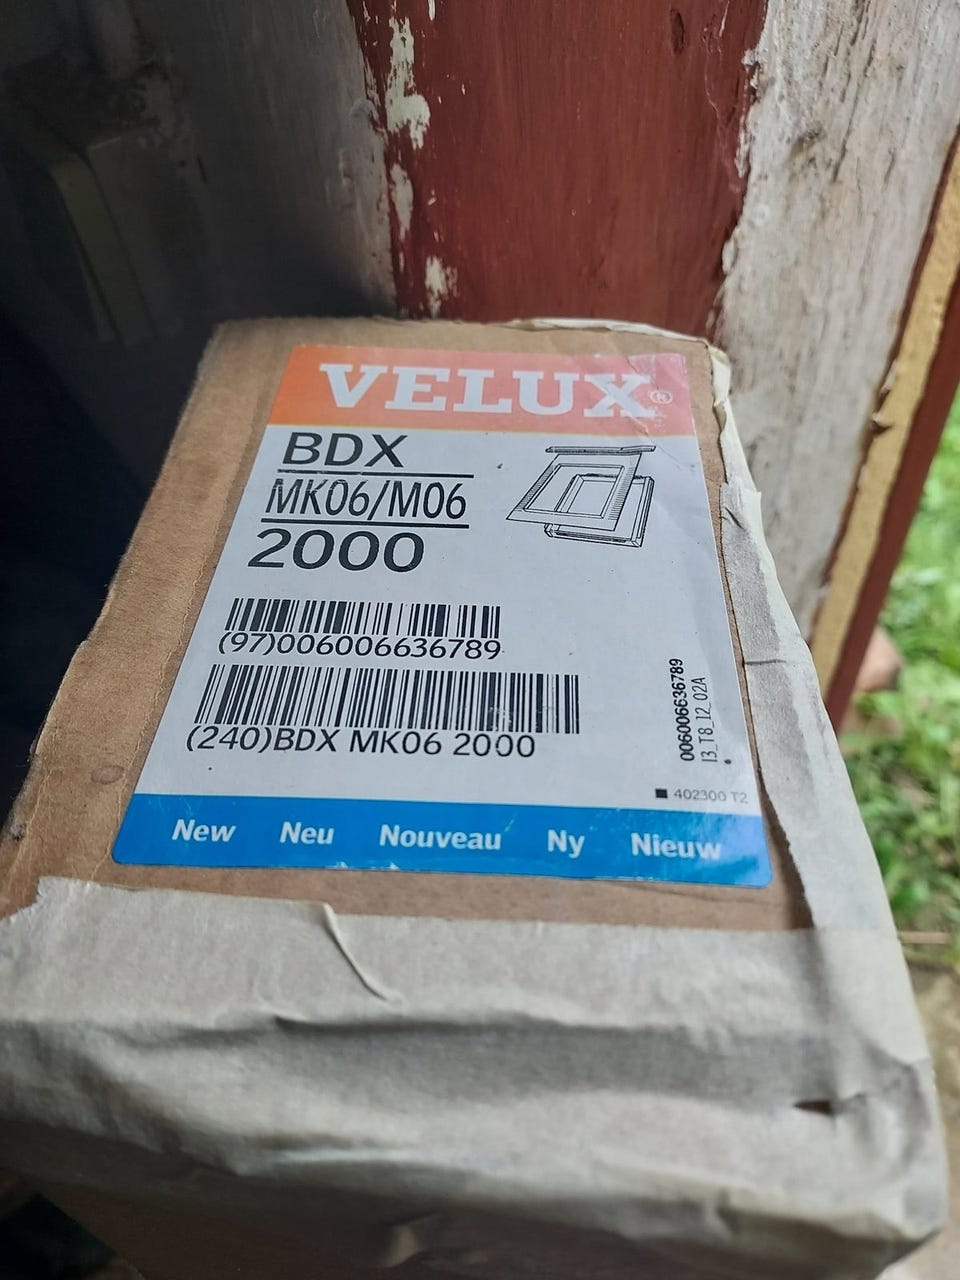 VELUX®
BDX
MK06/M06
2000
(97)006006636789
(240)BDX MK06 2000
006006636789
13_T8_12_02A
402300 T2
New Neu Nouveau Ny Nieuw